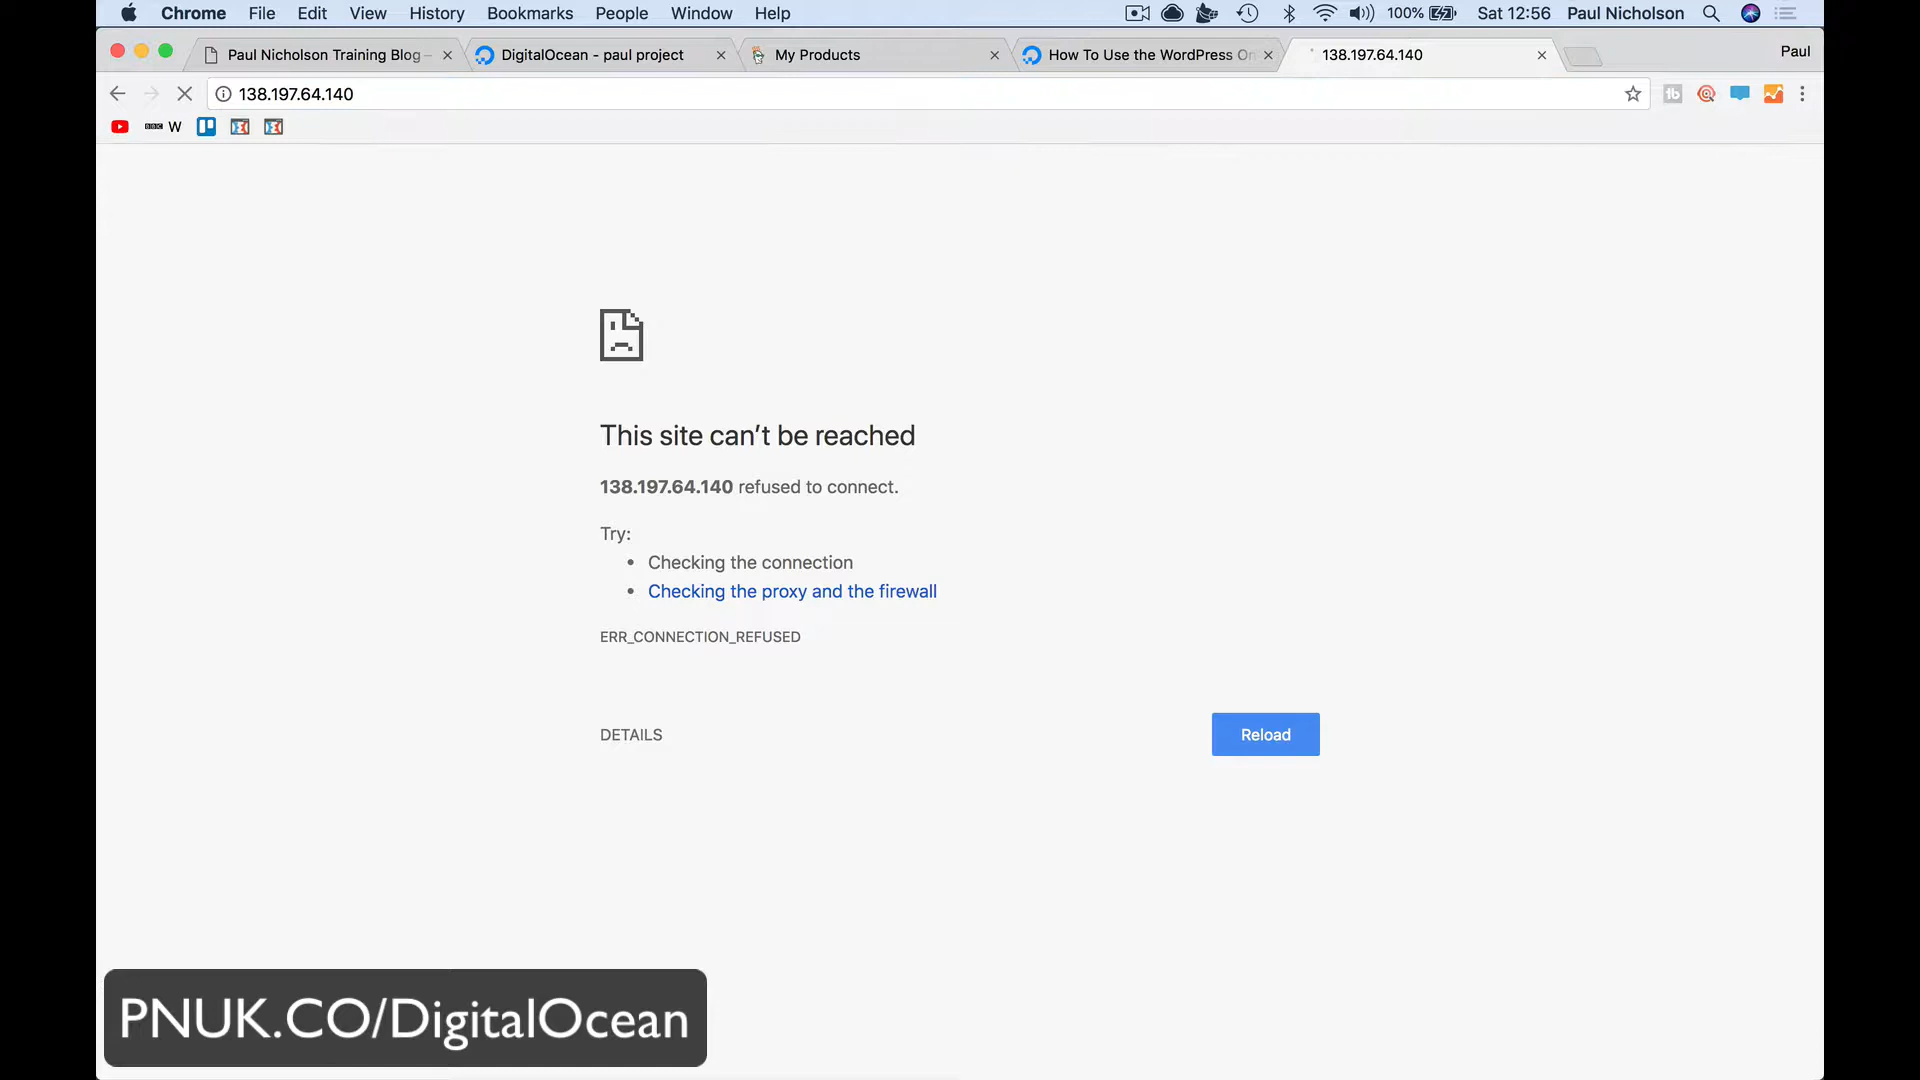 Chrome File Edit View History Bookmarks People Window Help 100% Sat 12:56 Paul Nicholson
Paul Nicholson Training Blog – DigitalOcean - paul project My Products How To Use the WordPress On 138.197.64.140 Paul
138.197.64.140 tb
BBC W
This site can’t be reached
138.197.64.140 refused to connect.
Try:
• Checking the connection
• Checking the proxy and the firewall
ERR_CONNECTION_REFUSED
DETAILS Reload
PNUK.CO/DigitalOcean